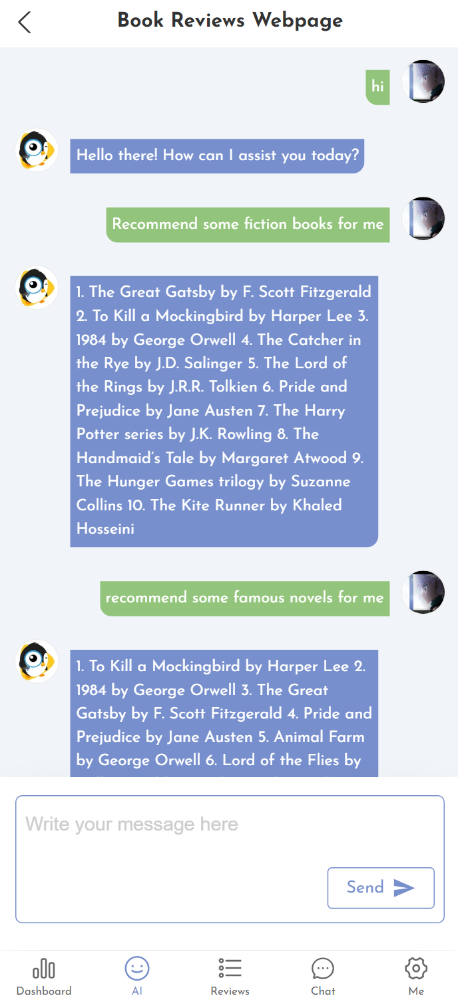 Book Reviews Webpage
hi
Hello there! How can I assist you today?
Recommend some fiction books for me
1. The Great Gatsby by F. Scott Fitzgerald
2. To Kill a Mockingbird by Harper Lee 3.
1984 by George Orwell 4. The Catcher in
the Rye by J.D. Salinger 5. The Lord of
the Rings by J.R.R. Tolkien 6. Pride and
Prejudice by Jane Austen 7. The Harry
Potter series by J.K. Rowling 8. The
Handmaid's Tale by Margaret Atwood 9.
The Hunger Games trilogy by Suzanne
Collins 10. The Kite Runner by Khaled
Hosseini
recommend some famous novels for me
1. To Kill a Mockingbird by Harper Lee 2.
1984 by George Orwell 3. The Great
Gatsby by F. Scott Fitzgerald 4. Pride and
Prejudice by Jane Austen 5. Animal Farm
by George Orwell 6. Lord of the Flies by
Write your message here
Send
Dashboard
AI
Reviews
Chat
Me